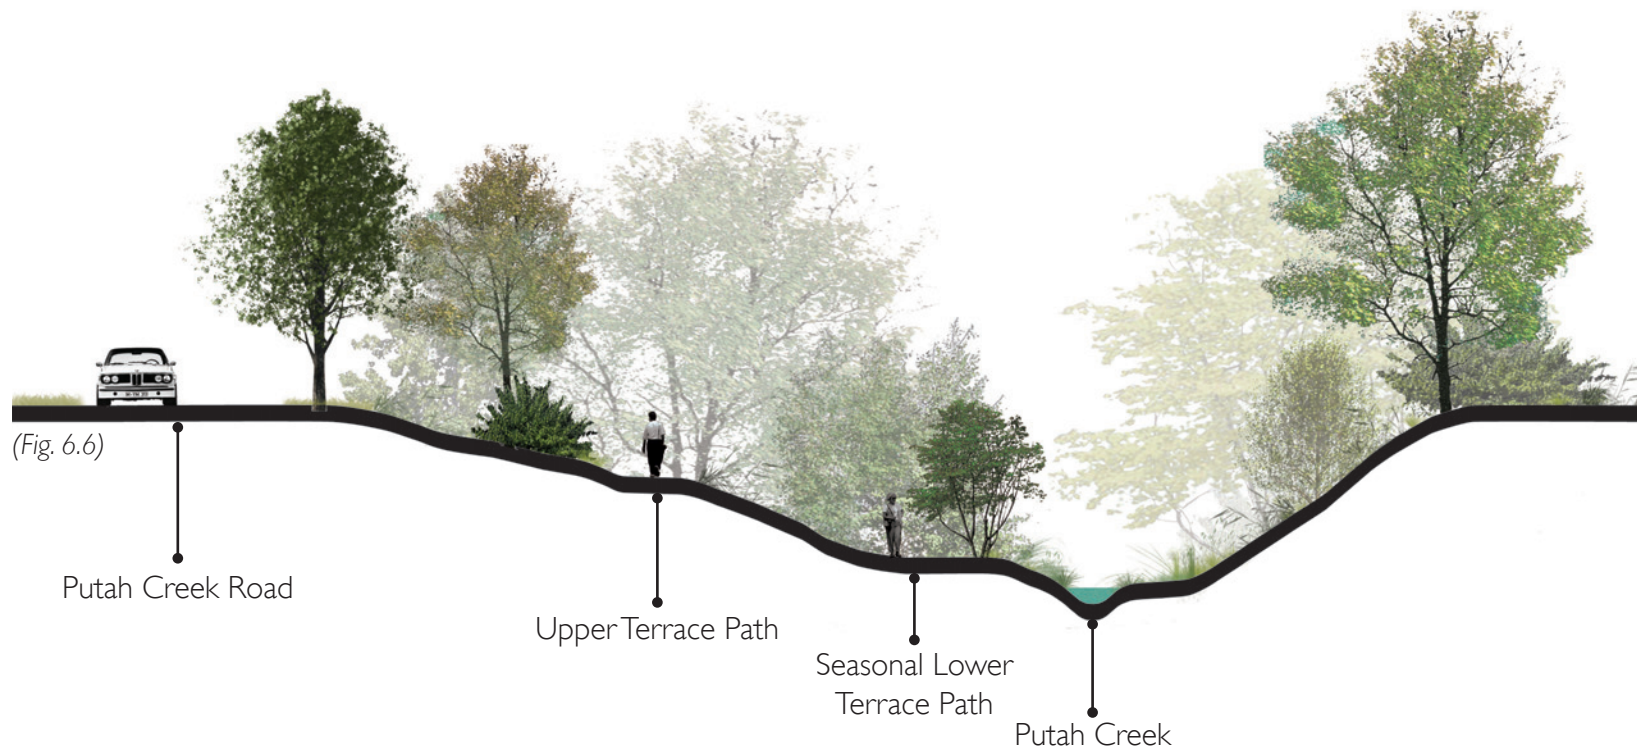 (Fig. 6.6)
Putah Creek Road
Upper Terrace Path
Seasonal Lower
Terrace Path
Putah Creek